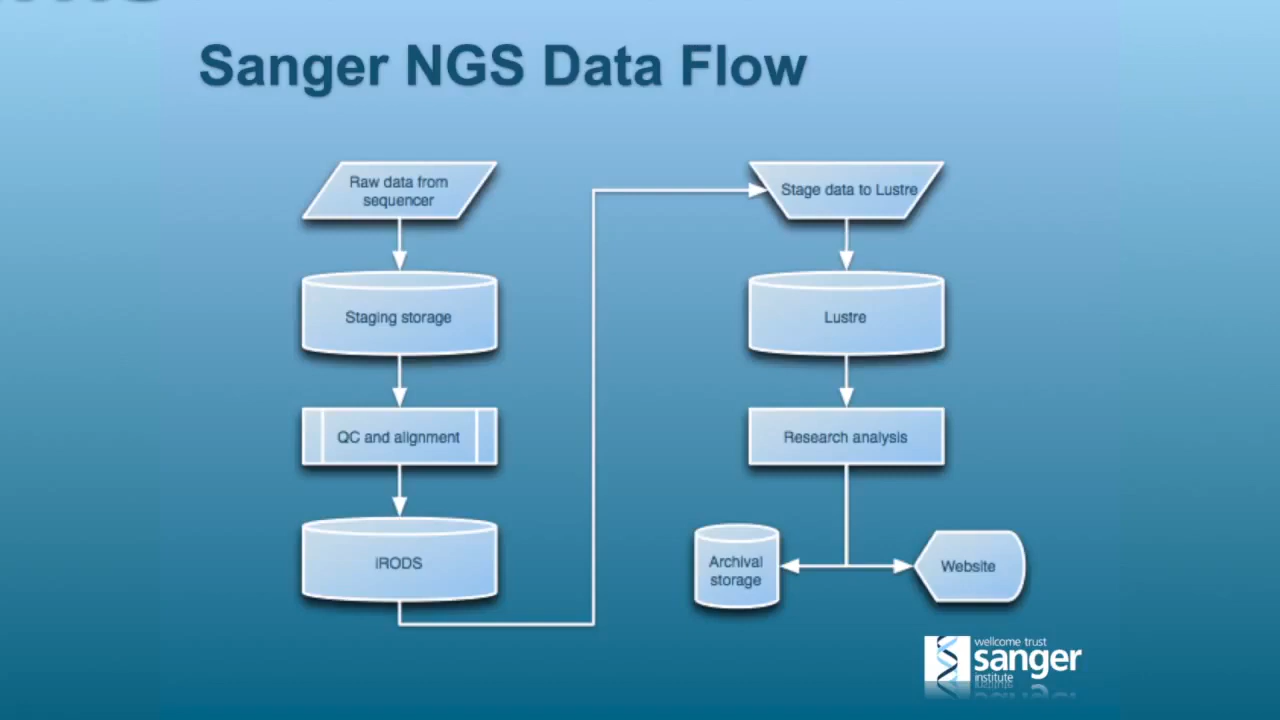 Sanger NGS Data Flow
Raw data from
sequencer
Staging storage
QC and alignment
iRODS
Stage data to Lustre
Lustre
Research analysis
Archival
storage
Website
wellcome trust
sanger
institute